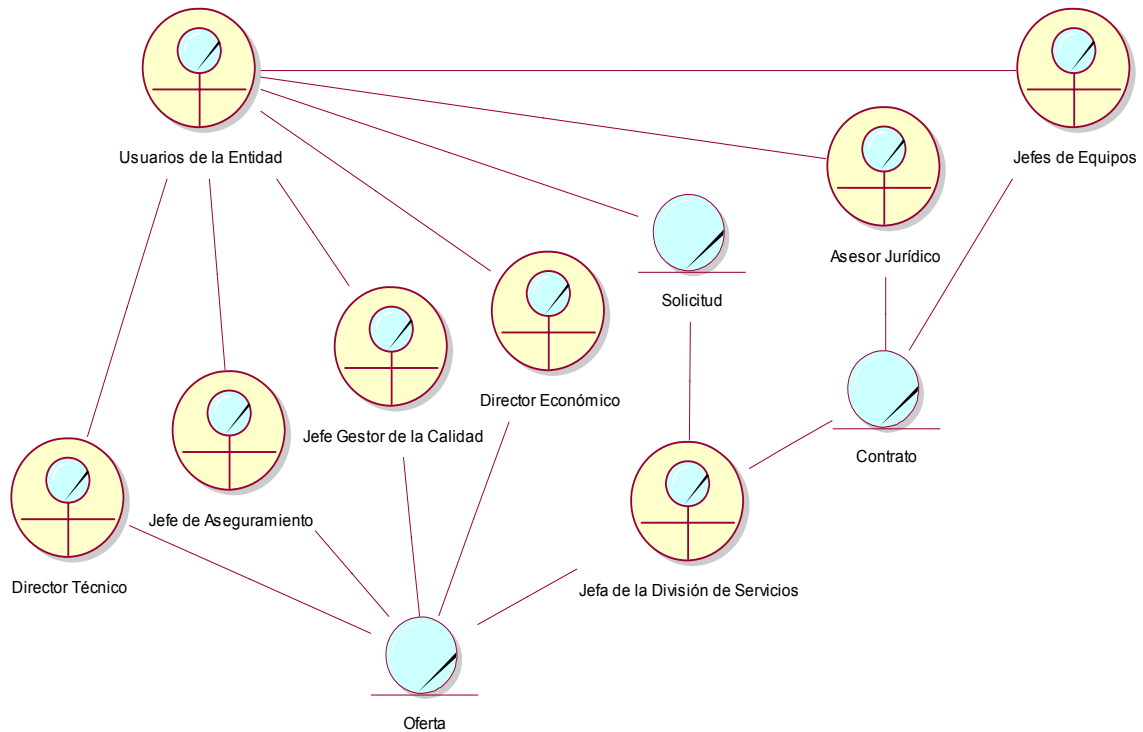 Usuarios de la Entidad
Jefes de Equipos
Asesor Jurídico
Solicitud
Director Económico
Jefe Gestor de la Calidad
Contrato
Jefe de Aseguramiento
Director Técnico
Jefa de la División de Servicios
Oferta